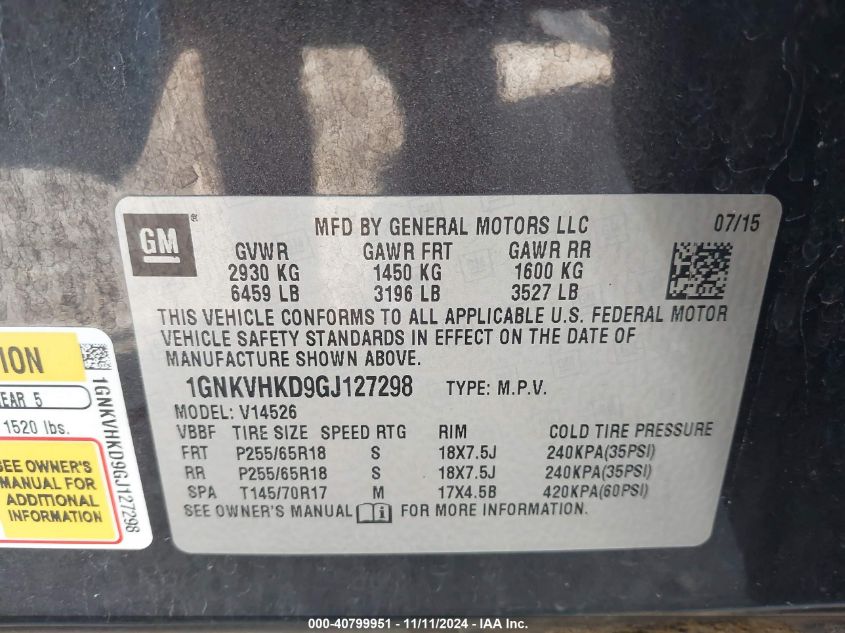 GM ®
MFD BY GENERAL MOTORS LLC
07/15
GVWR GAWR FRT GAWR RR
2930 KG 1450 KG 1600 KG
6459 LB 3196 LB 3527 LB
THIS VEHICLE CONFORMS TO ALL APPLICABLE U.S. FEDERAL MOTOR
VEHICLE SAFETY STANDARDS IN EFFECT ON THE DATE OF
MANUFACTURE SHOWN ABOVE.
1GNKVHKD9GJ127298 TYPE: M.P.V.
MODEL: V14526
VBBF TIRE SIZE SPEED RTG RIM COLD TIRE PRESSURE
FRT P255/65R18 S 18X7.5J 240KPA(35PSI)
RR P255/65R18 S 18X7.5J 240KPA(35PSI)
SPA T145/70R17 M 17X4.5B 420KPA(60PSI)
SEE OWNER'S MANUAL i FOR MORE INFORMATION.
ION
EAR 5
1520 lbs.
SEE OWNER'S
MANUAL FOR
ADDITIONAL
INFORMATION
1GNKVHKD9GJ127298
000-40799951 - 11/11/2024 - IAA Inc.